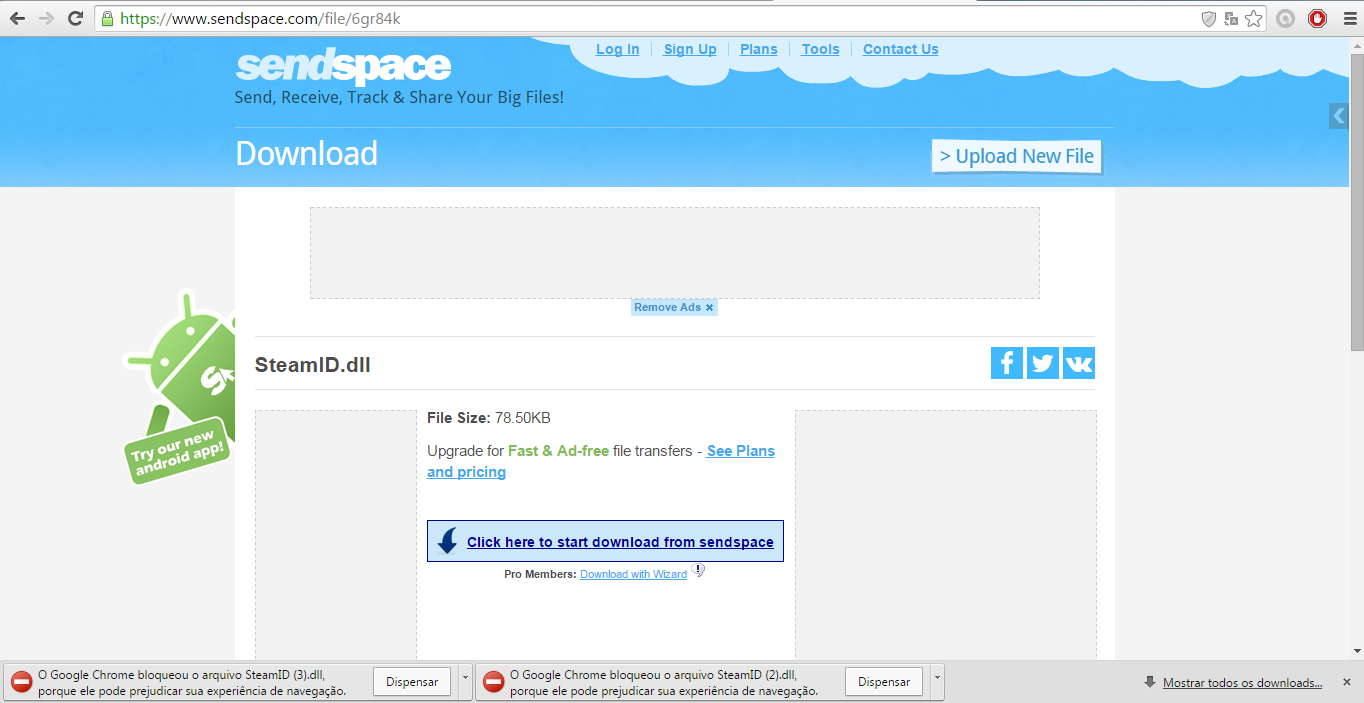 https://www.sendspace.com/file/6gr84k
Log In
Sign Up
Plans
Tools
Contact Us
sendspace
Send, Receive, Track & Share Your Big Files!
Download
> Upload New File
Remove Ads ×
SteamID.dll
File Size: 78.50KB
Upgrade for Fast & Ad-free file transfers - See Plans
and pricing
Try our new
android app!
Click here to start download from sendspace
Pro Members: Download with Wizard
O Google Chrome bloqueou o arquivo SteamID (3).dll,
porque ele pode prejudicar sua experiência de navegação.
Dispensar
O Google Chrome bloqueou o arquivo SteamID (2).dll,
porque ele pode prejudicar sua experiência de navegação.
Dispensar
Mostrar todos os downloads...